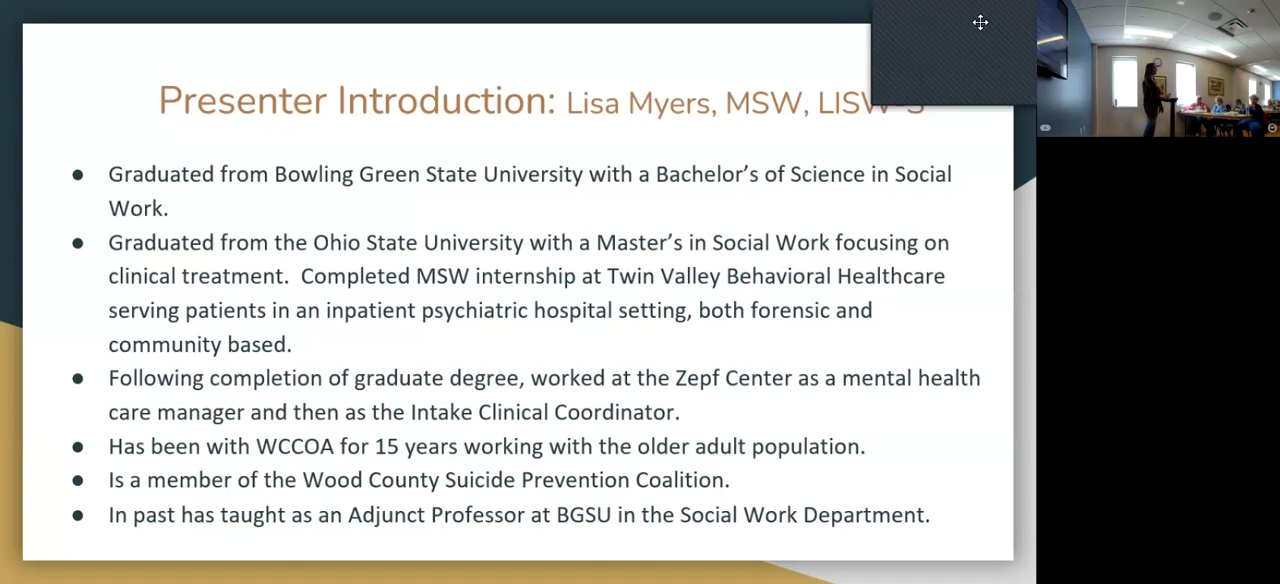 Presenter Introduction: Lisa Myers, MSW, LISW-S
● Graduated from Bowling Green State University with a Bachelor’s of Science in Social
Work.
● Graduated from the Ohio State University with a Master’s in Social Work focusing on
clinical treatment.  Completed MSW internship at Twin Valley Behavioral Healthcare
serving patients in an inpatient psychiatric hospital setting, both forensic and
community based.
● Following completion of graduate degree, worked at the Zepf Center as a mental health
care manager and then as the Intake Clinical Coordinator.
● Has been with WCCOA for 15 years working with the older adult population.
● Is a member of the Wood County Suicide Prevention Coalition.
● In past has taught as an Adjunct Professor at BGSU in the Social Work Department.